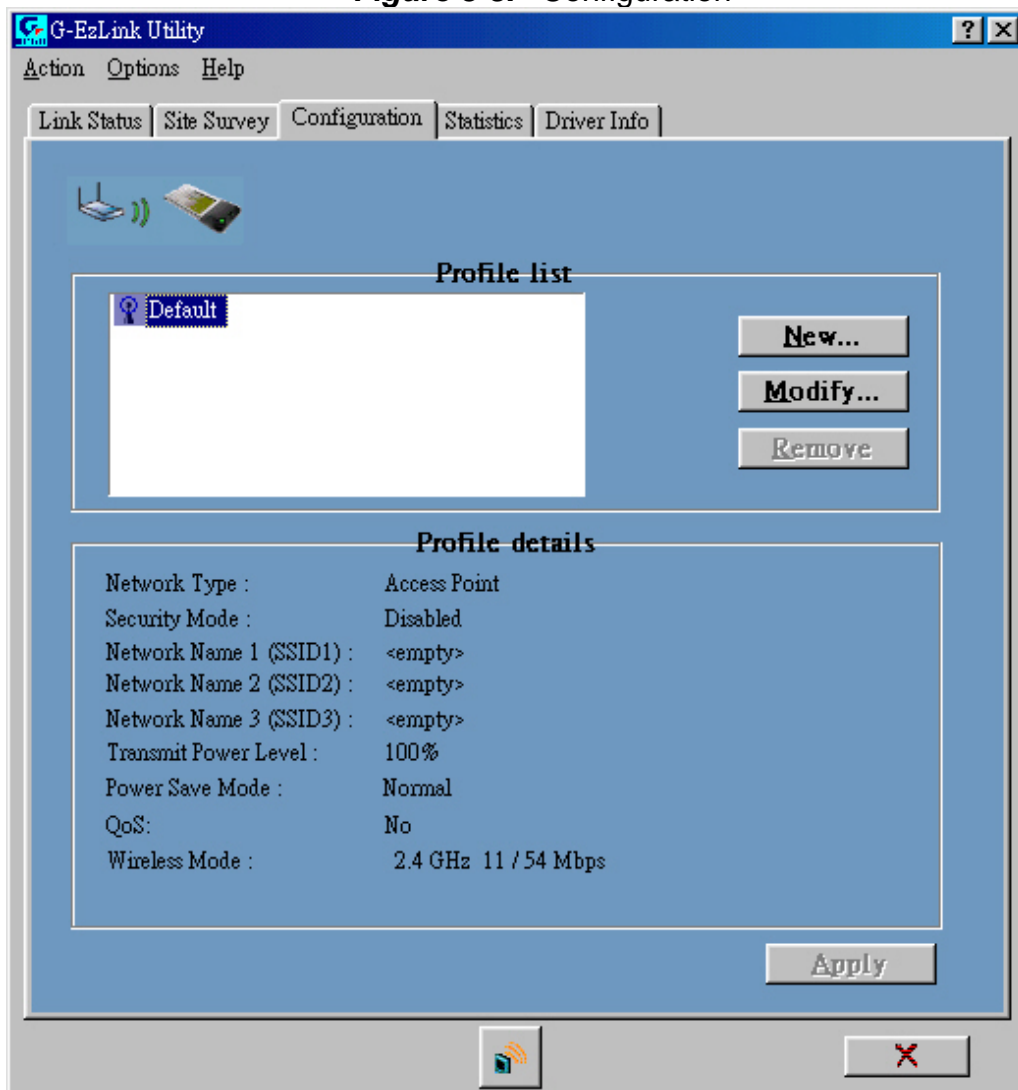 G-EzLink Utility
Action Options Help
Link Status Site Survey Configuration Statistics Driver Info
Profile list
Default
New...
Modify...
Remove
Profile details
Network Type : Access Point
Security Mode : Disabled
Network Name 1 (SSID1) : <empty>
Network Name 2 (SSID2) : <empty>
Network Name 3 (SSID3) : <empty>
Transmit Power Level : 100%
Power Save Mode : Normal
QoS: No
Wireless Mode : 2.4 GHz 11 / 54 Mbps
Apply